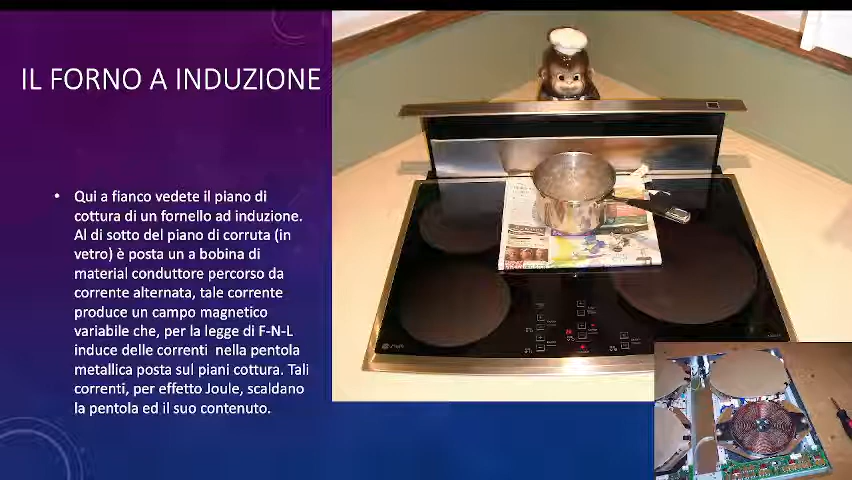 IL FORNO A INDUZIONE
• Qui a fianco vedete il piano di
cottura di un fornello ad induzione.
Al di sotto del piano di corruta (in
vetro) è posta un a bobina di
material conduttore percorso da
corrente alternata, tale corrente
produce un campo magnetico
variabile che, per la legge di F-N-L
induce delle correnti nella pentola
metallica posta sul piani cottura. Tali
correnti, per effetto Joule, scaldano
la pentola ed il suo contenuto.